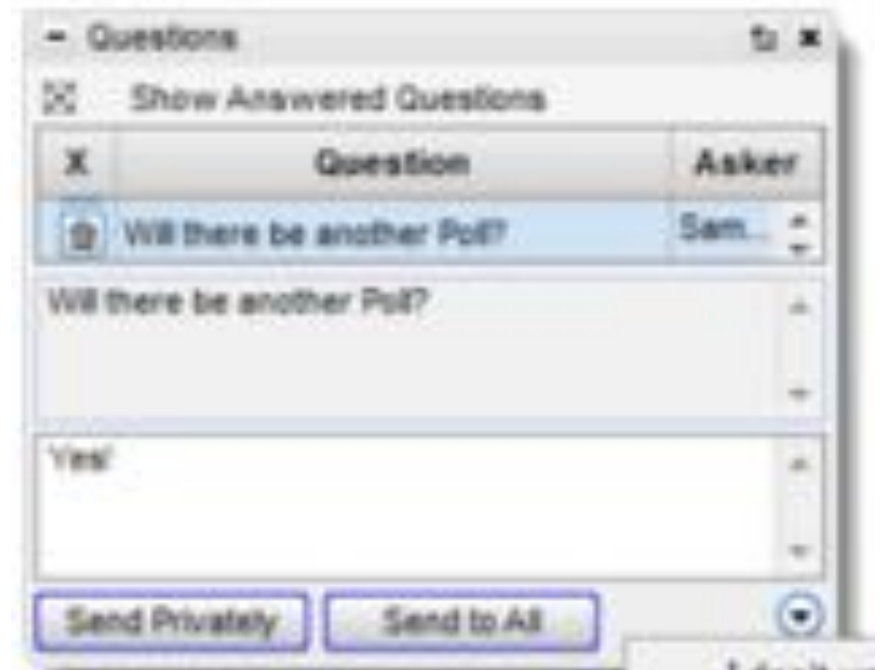 - Questions
Show Answered Questions
X Question Asker
Will there be another Poll? Sam...
Will there be another Poll?
Yes!
Send Privately Send to All